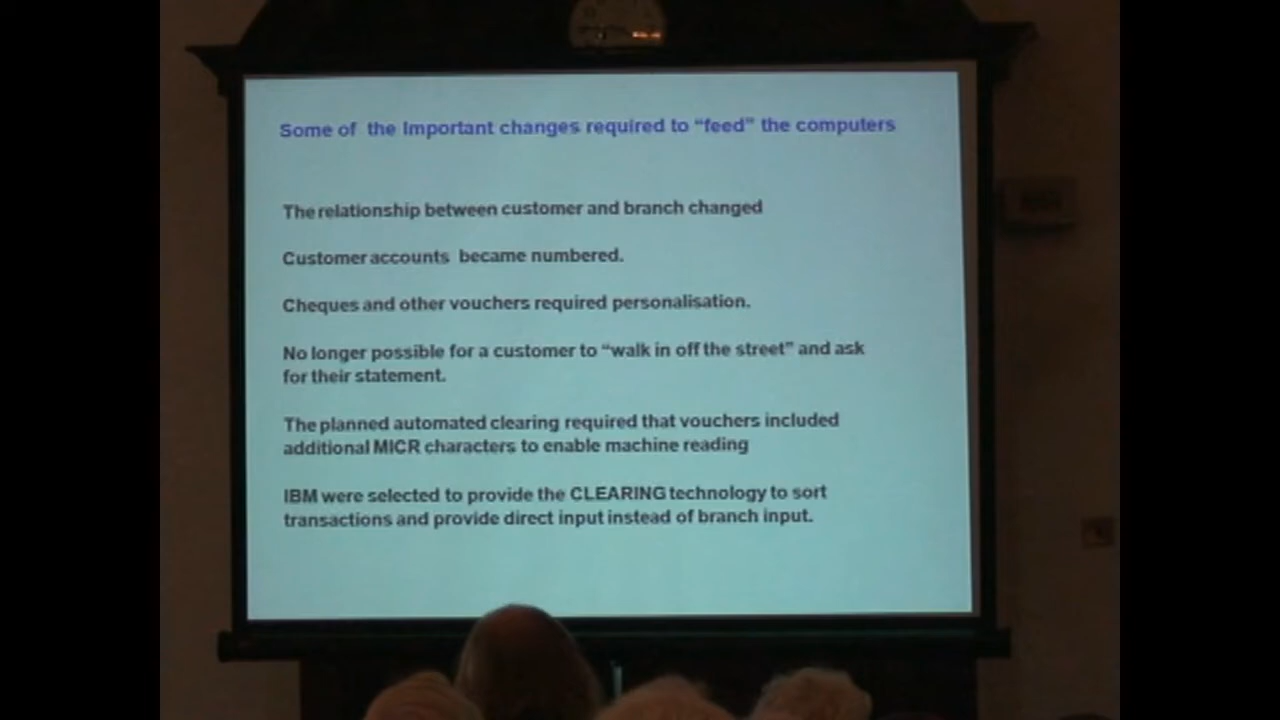 Some of the Important changes required to “feed” the computers
The relationship between customer and branch changed
Customer accounts became numbered.
Cheques and other vouchers required personalisation.
No longer possible for a customer to “walk in off the street” and ask
for their statement.
The planned automated clearing required that vouchers included
additional MICR characters to enable machine reading
IBM were selected to provide the CLEARING technology to sort
transactions and provide direct input instead of branch input.